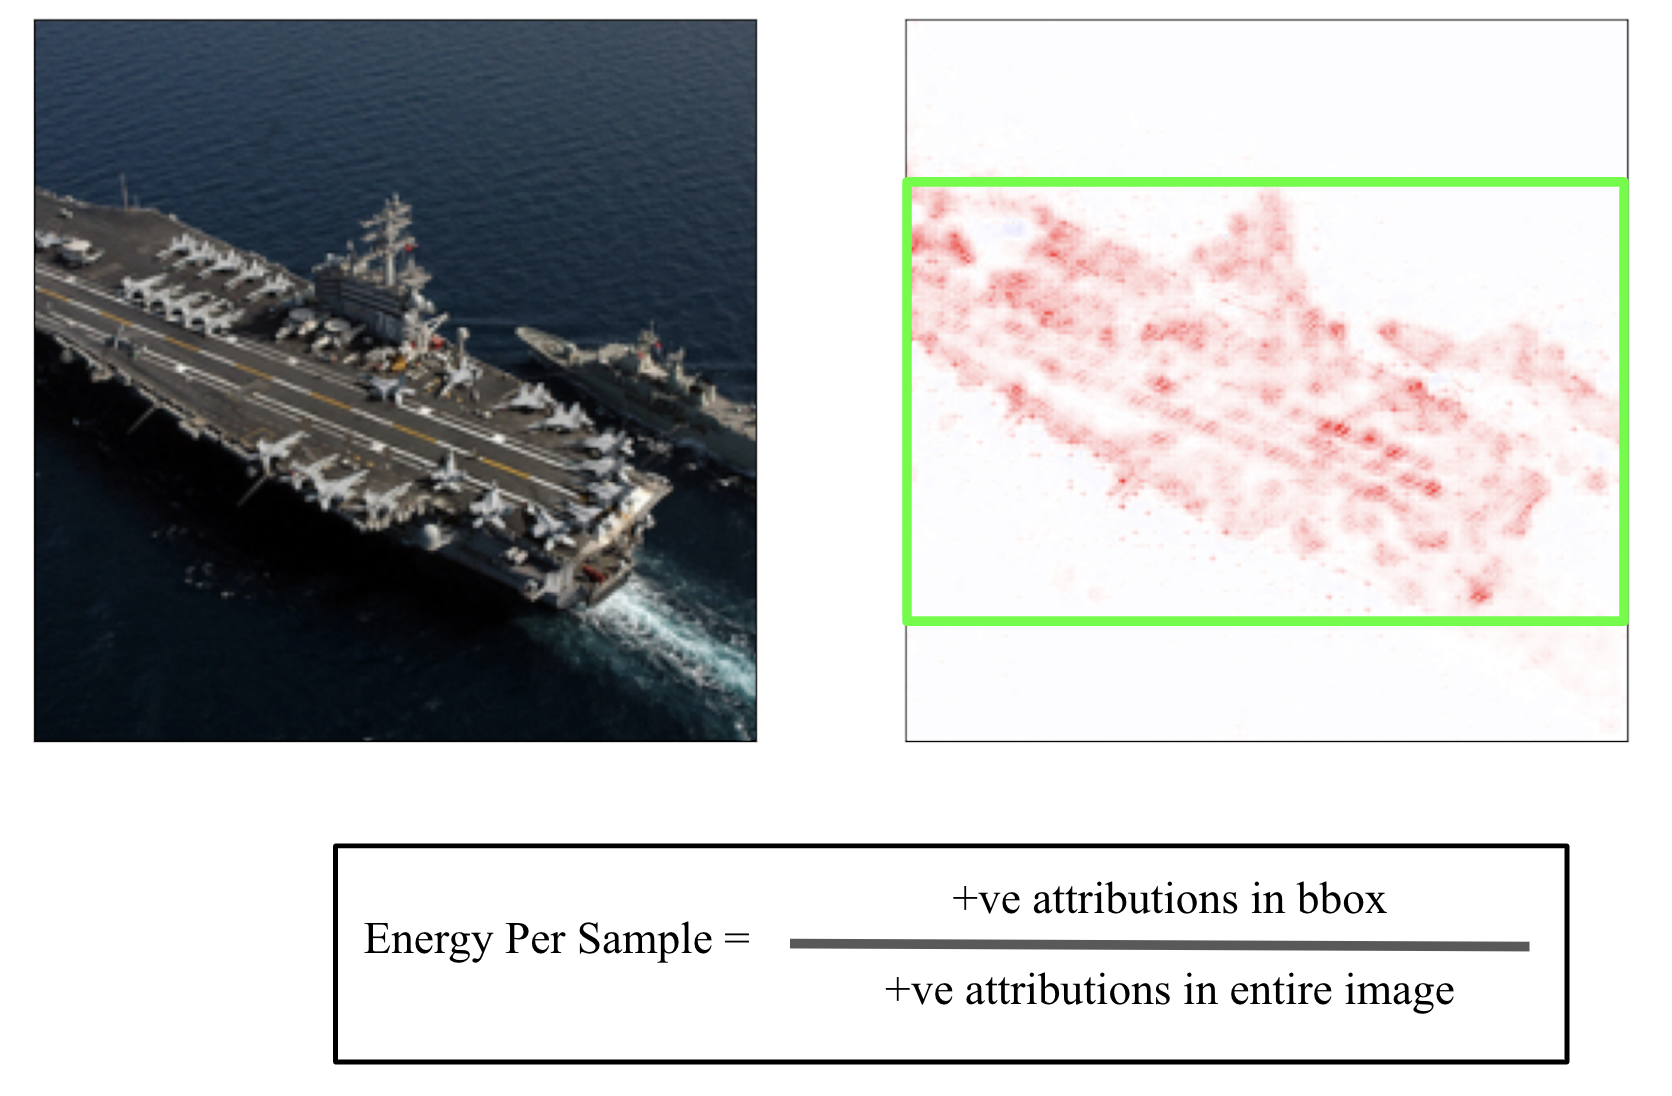 Energy Per Sample =
+ve attributions in bbox
+ve attributions in entire image